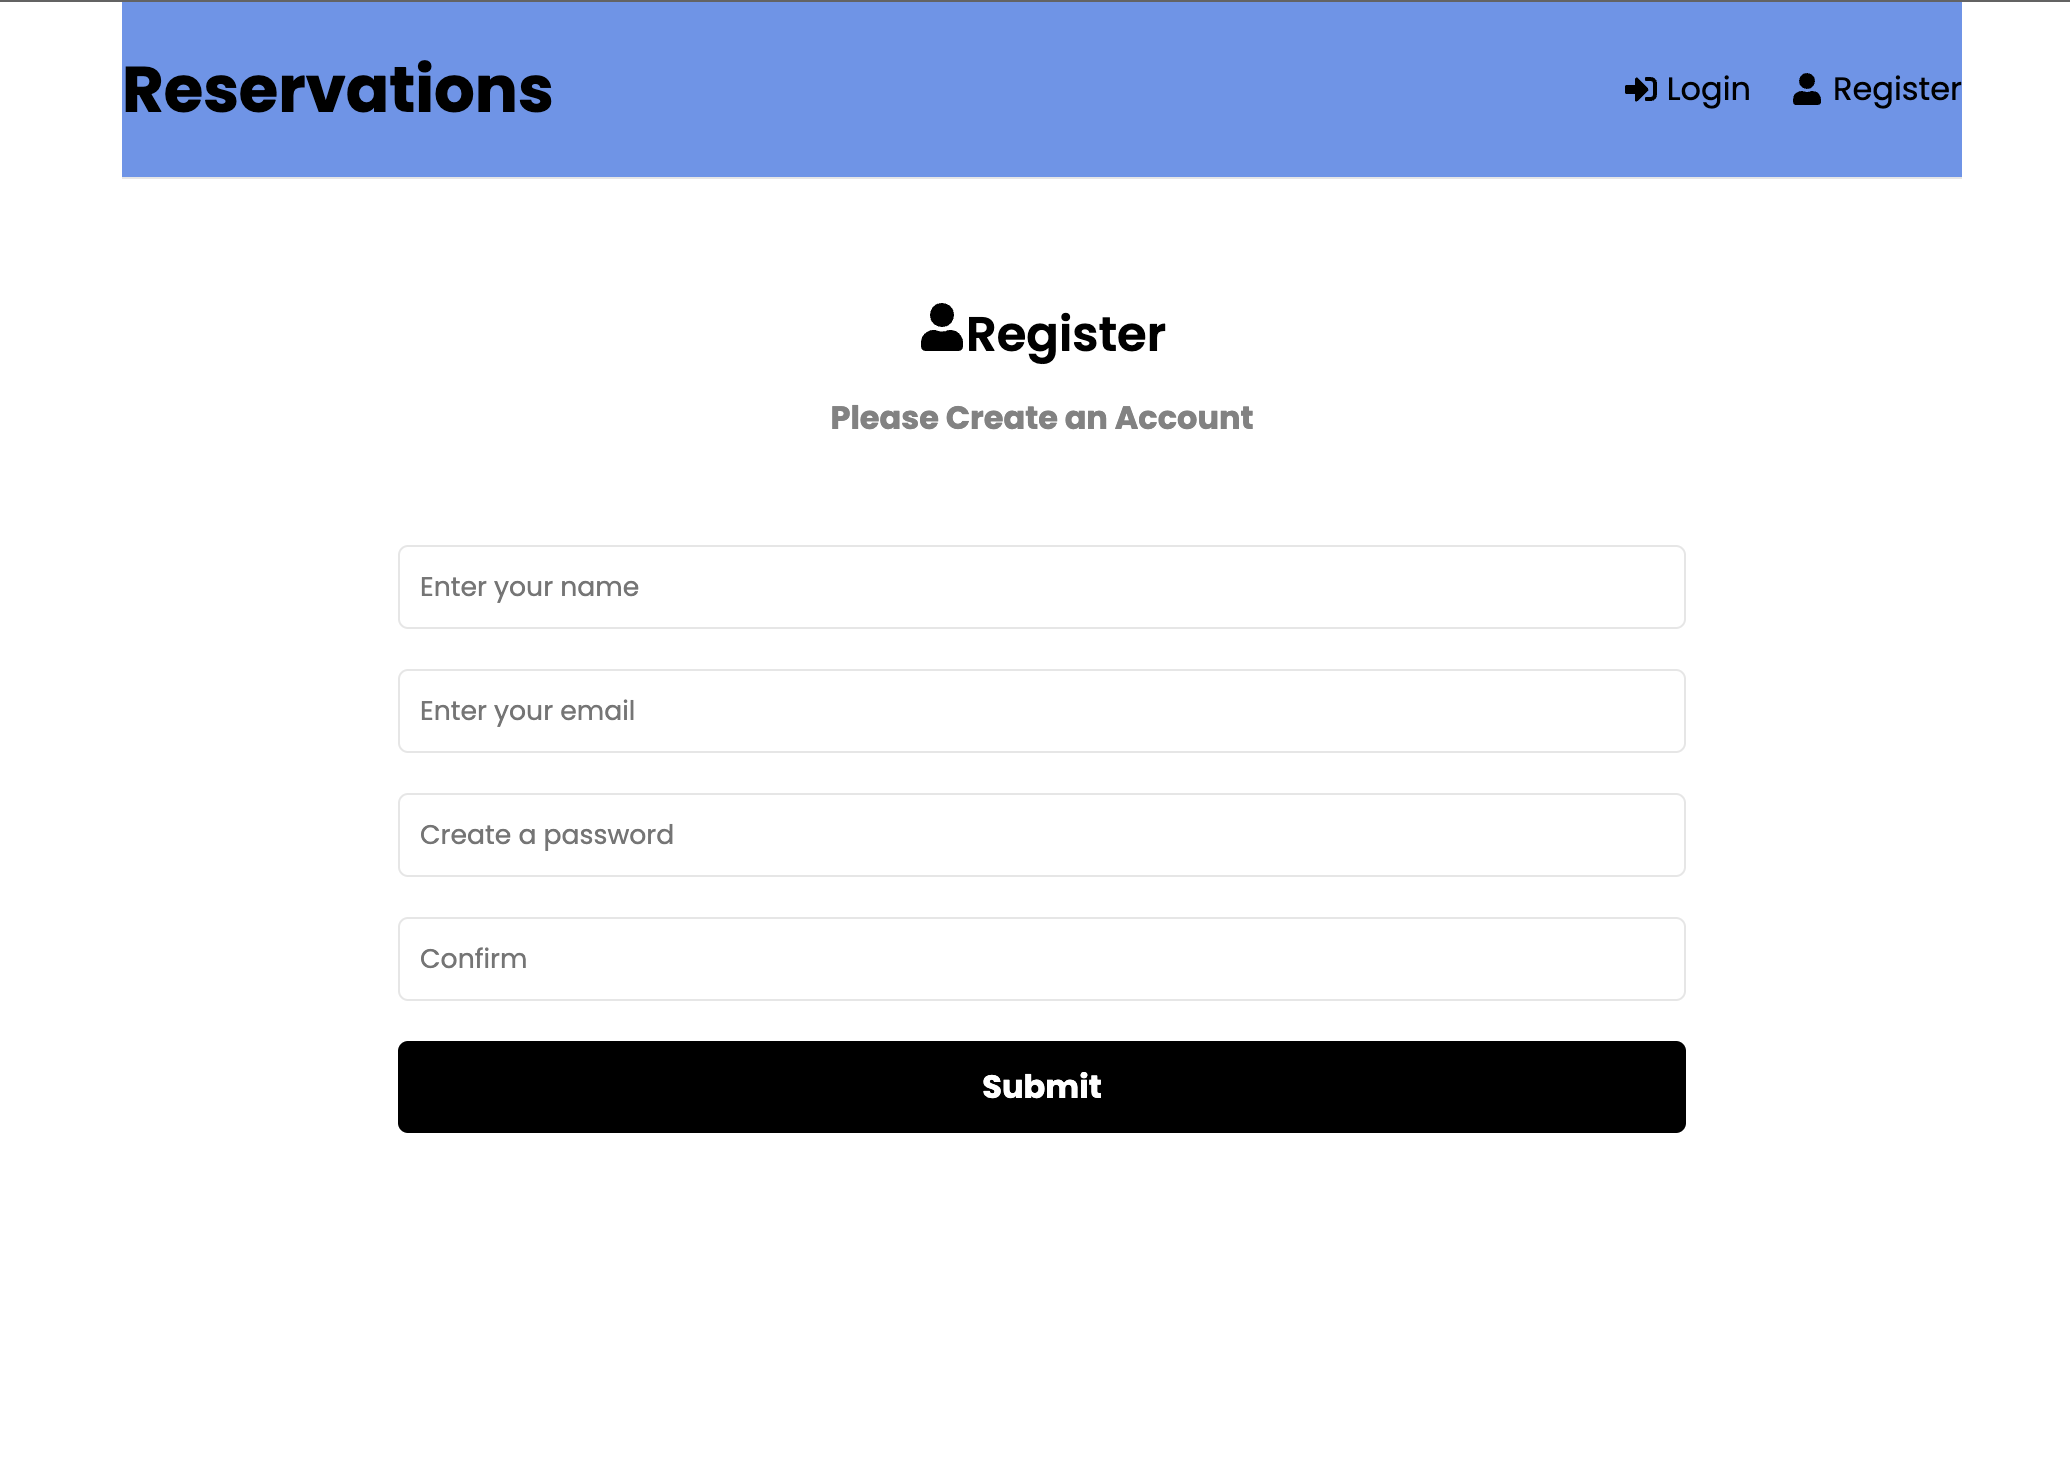 Reservations
Login
Register
Register
Please Create an Account
Enter your name
Enter your email
Create a password
Confirm
Submit